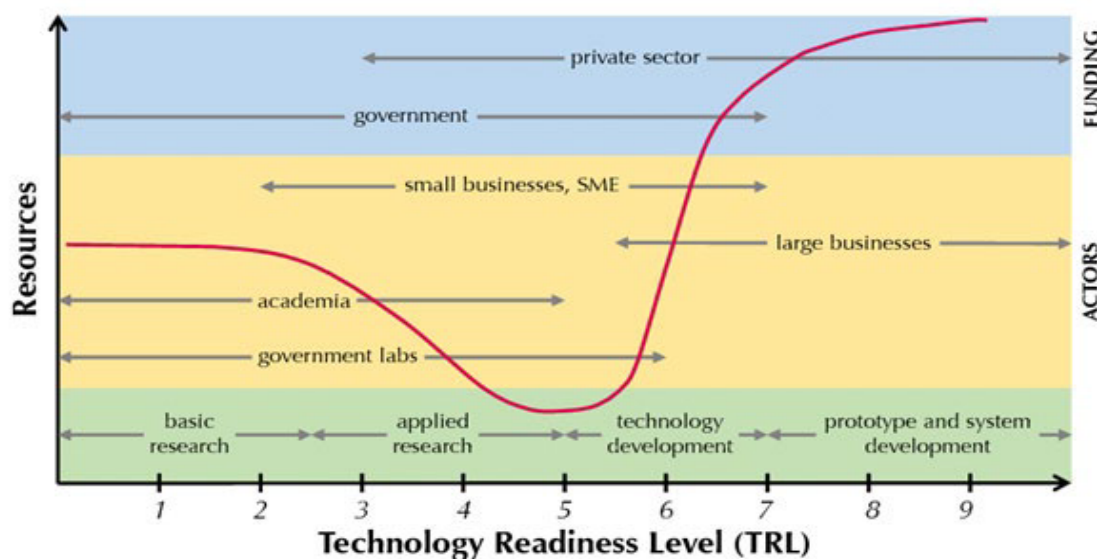 private sector
government
FUNDING
small businesses, SME
large businesses
academia
government labs
ACTORS
Resources
basic
research
applied
research
technology
development
prototype and system
development
1 2 3 4 5 6 7 8 9
Technology Readiness Level (TRL)